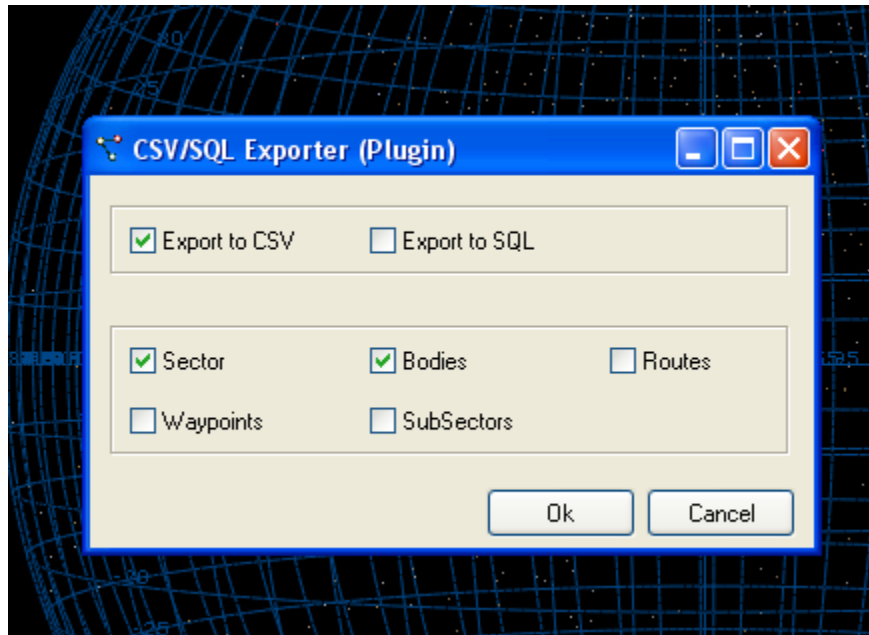 CSV/SQL Exporter (Plugin)
Export to CSV Export to SQL
Sector Bodies Routes
Waypoints SubSectors
Ok Cancel